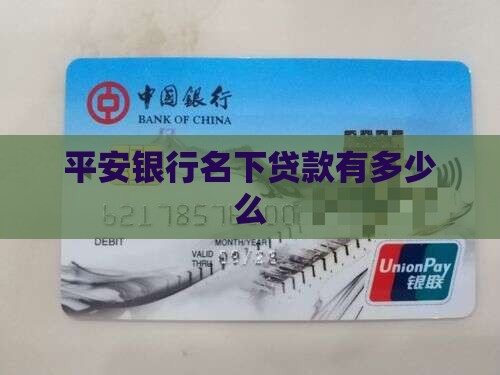 中国银行
BANK OF CHINA
平安银行名下贷款有多少
么
DEBIT
MONTH/YEAR
VALID
THRU
UnionPay
银联